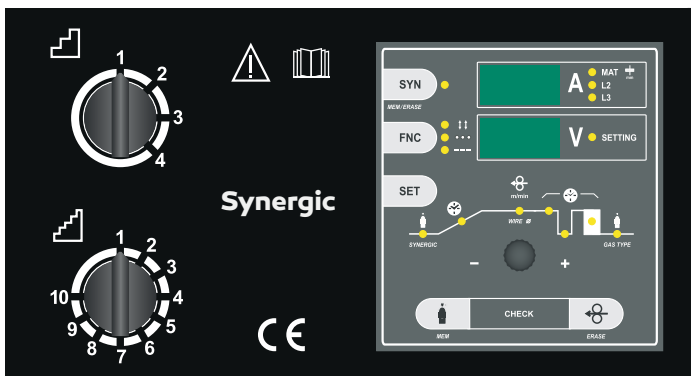 1
2
3
4
1
2
3
4
5
6
7
8
9
10
Synergic
CE
SYN
MEM/ERASE
FNC
SET
A
MAT
L2
L3
V
SETTING
m/min
WIRE Ø
SYNERGIC
GAS TYPE
−
+
CHECK
MEM
ERASE